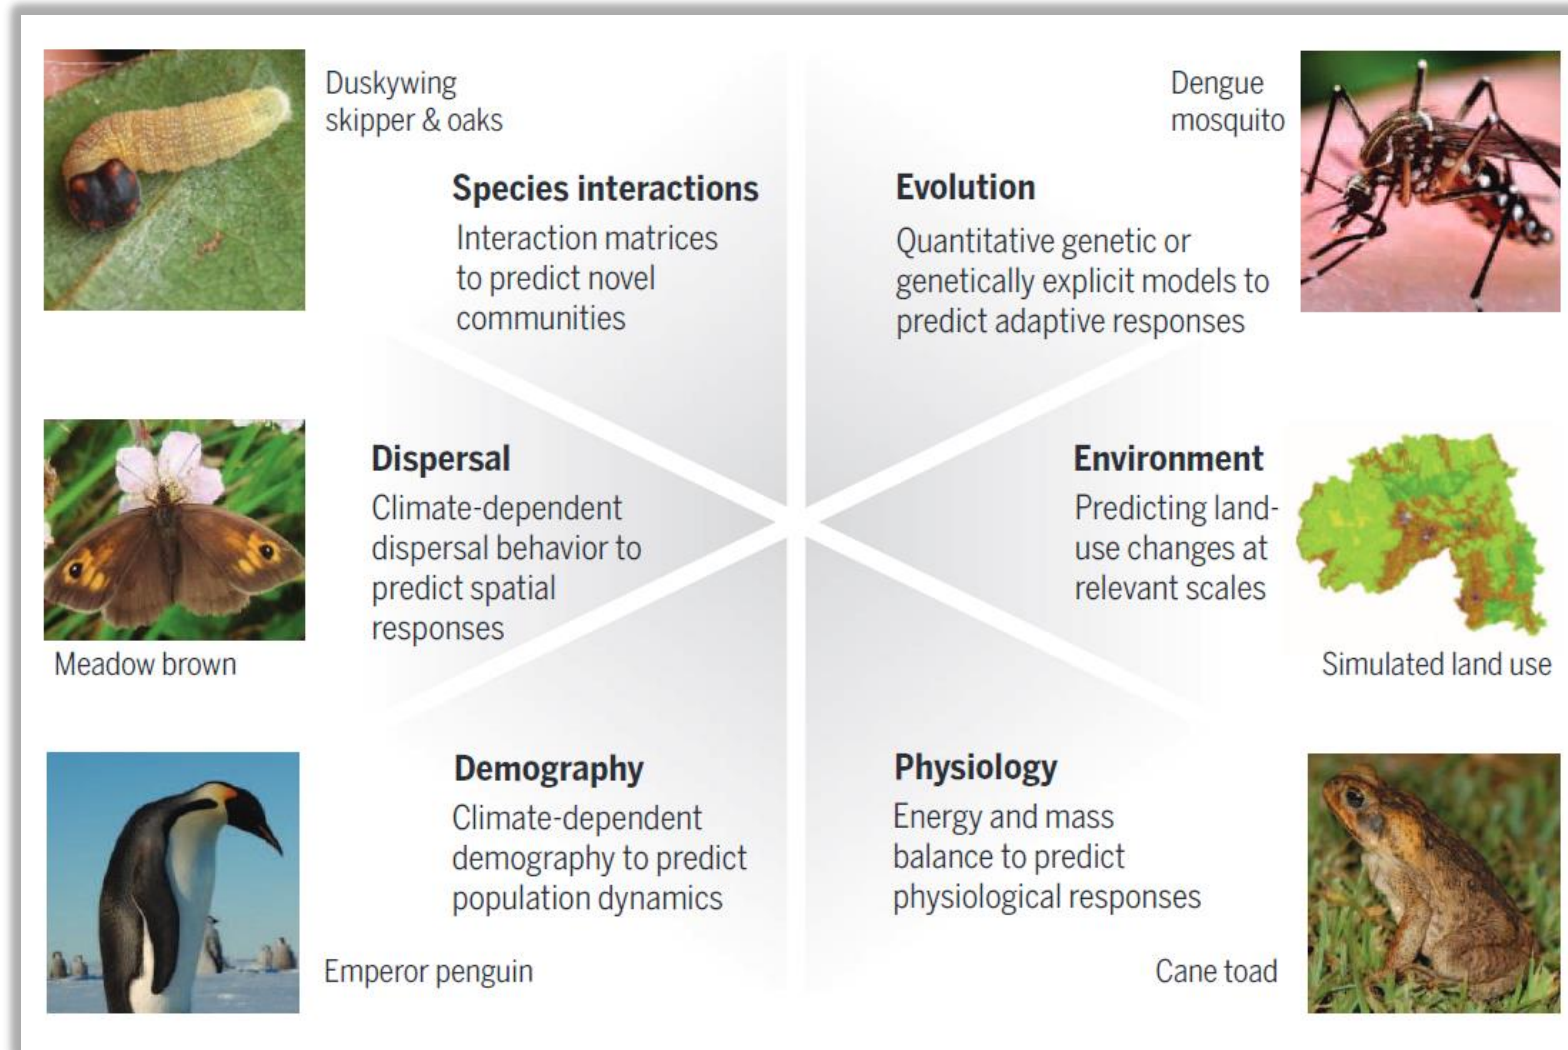 Duskywing
skipper & oaks
Species interactions
Interaction matrices
to predict novel
communities
Dengue
mosquito
Evolution
Quantitative genetic or
genetically explicit models to
predict adaptive responses
Dispersal
Climate-dependent
dispersal behavior to
predict spatial
responses
Meadow brown
Environment
Predicting land-
use changes at
relevant scales
Simulated land use
Demography
Climate-dependent
demography to predict
population dynamics
Emperor penguin
Physiology
Energy and mass
balance to predict
physiological responses
Cane toad